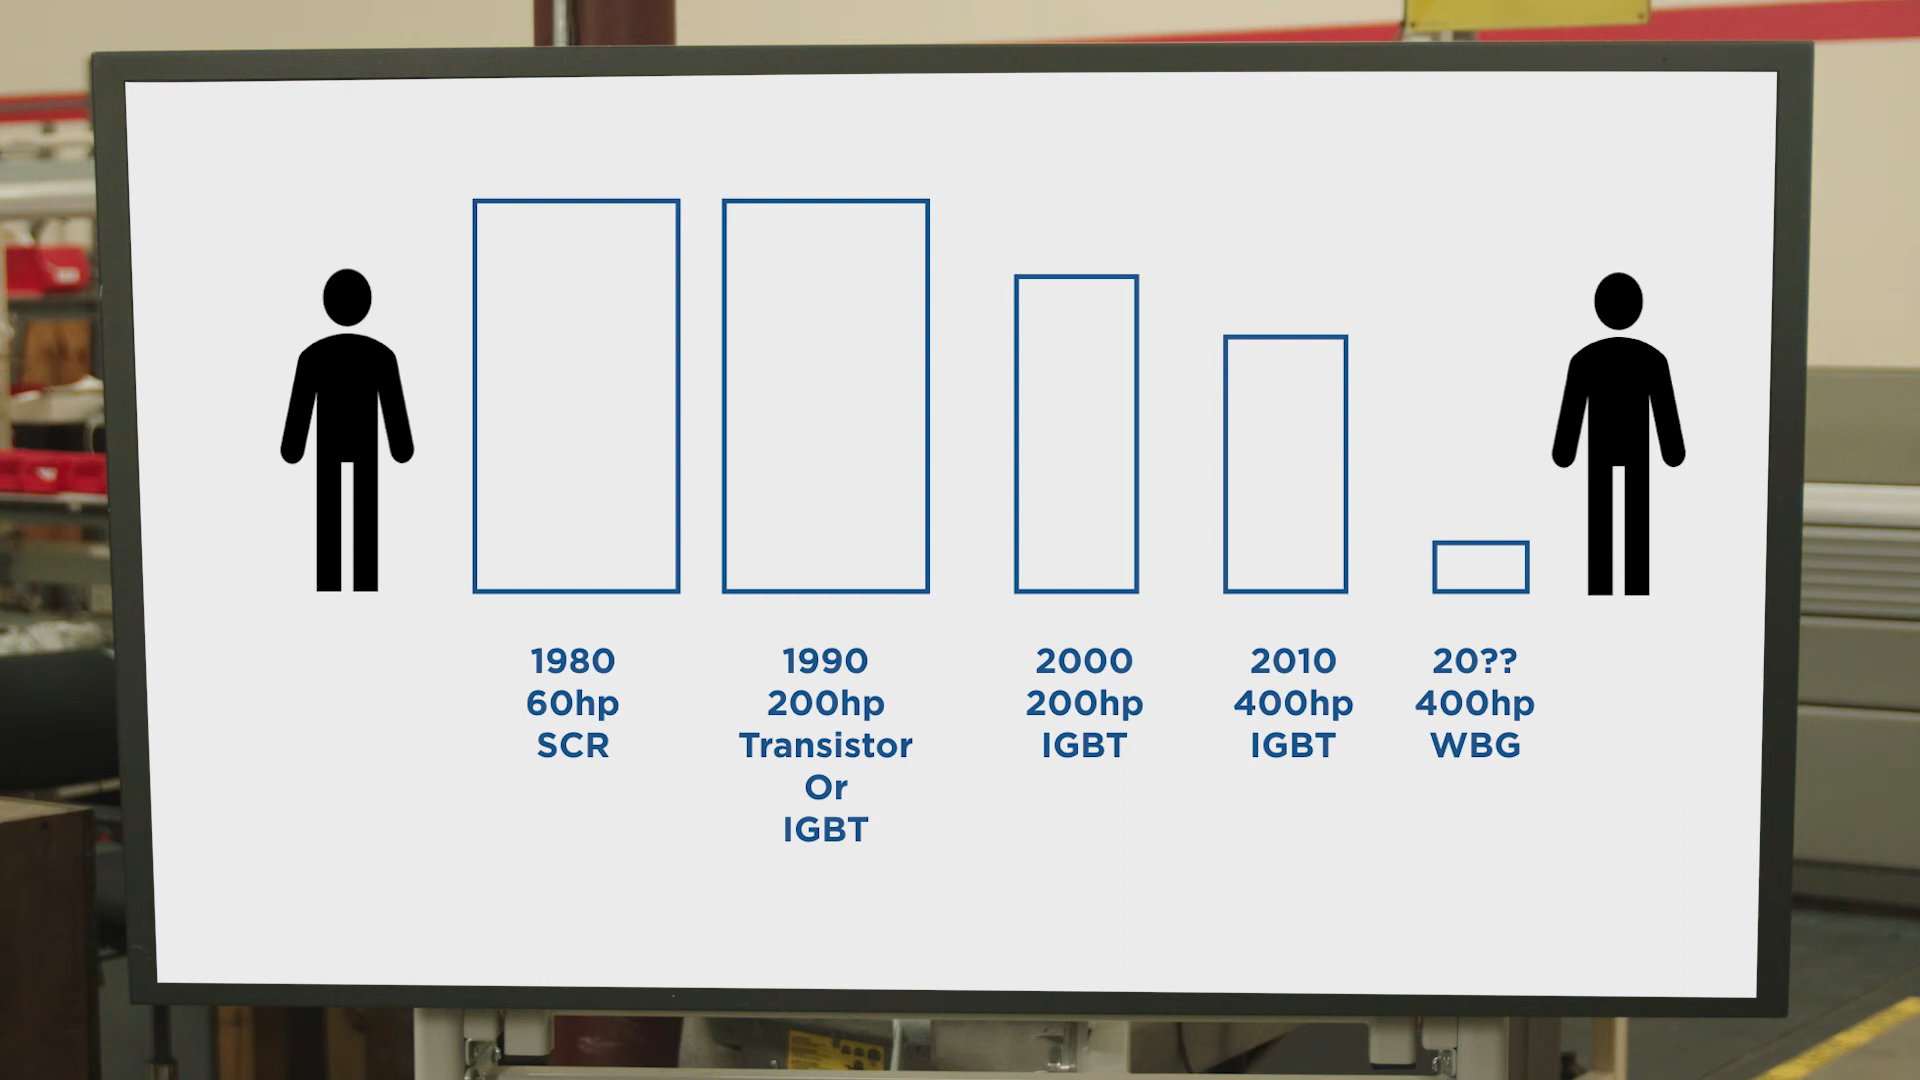 1980
60hp
SCR
1990
200hp
Transistor
Or
IGBT
2000
200hp
IGBT
2010
400hp
IGBT
20??
400hp
WBG